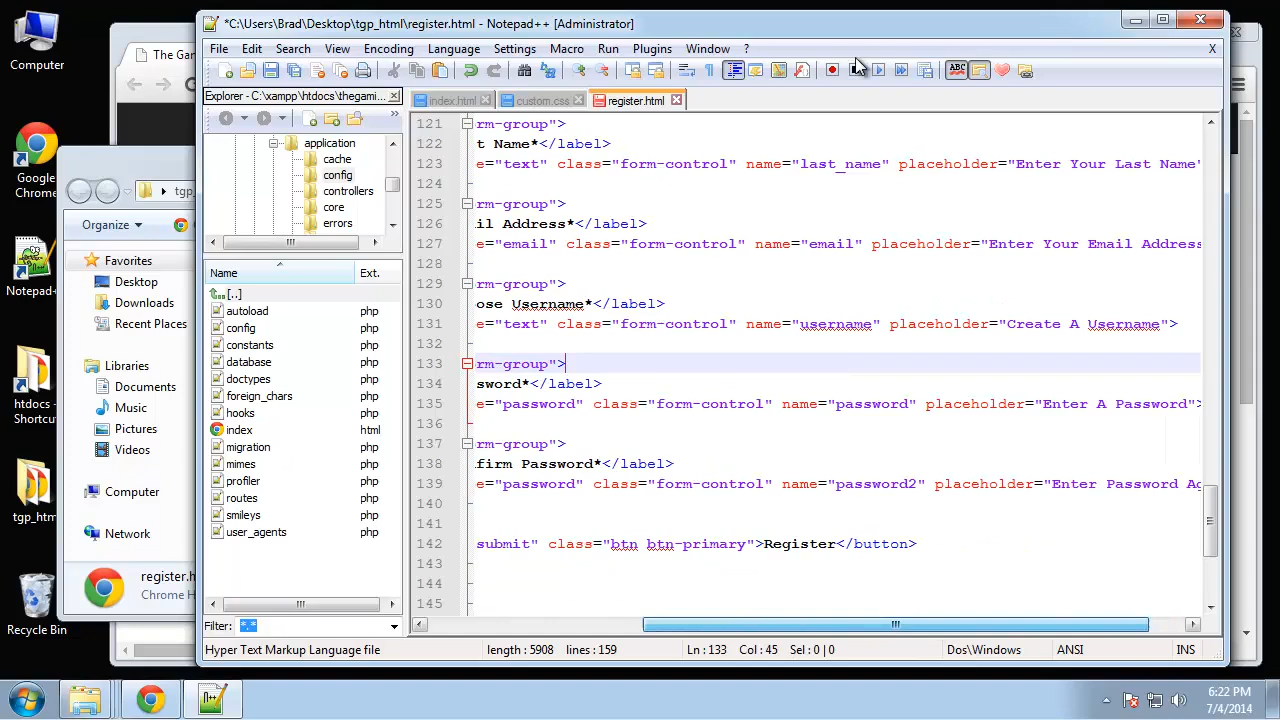 Computer
Google
Chrome
Notepad+
htdocs -
Shortcu
tgp_htm
Recycle Bin
The Gam
tgp_
Organize
Favorites
Desktop
Downloads
Recent Places
Libraries
Documents
Music
Pictures
Videos
Computer
Network
register.h
Chrome H
*C:\Users\Brad\Desktop\tgp_html\register.html - Notepad++ [Administrator]
File Edit Search View Encoding Language Settings Macro Run Plugins Window ? X
ABC
Explorer - C:\xampp\htdocs\thegami...
application
cache
config
controllers
core
errors
Name Ext.
[..]
autoload php
config php
constants php
database php
doctypes php
foreign_chars php
hooks php
index html
migration php
mimes php
profiler php
routes php
smileys php
user_agents php
Filter: *.*
index.html custom.css register.html
121 rm-group">
122 t Name*</label>
123 e="text" class="form-control" name="last_name" placeholder="Enter Your Last Name"
124
125 rm-group">
126 il Address*</label>
127 e="email" class="form-control" name="email" placeholder="Enter Your Email Address
128
129 rm-group">
130 ose Username*</label>
131 e="text" class="form-control" name="username" placeholder="Create A Username">
132
133 rm-group">
134 sword*</label>
135 e="password" class="form-control" name="password" placeholder="Enter A Password">
136
137 rm-group">
138 firm Password*</label>
139 e="password" class="form-control" name="password2" placeholder="Enter Password Ag
140
141
142 submit" class="btn btn-primary">Register</button>
143
144
145
Hyper Text Markup Language file length : 5908 lines : 159 Ln : 133 Col : 45 Sel : 0 | 0 Dos\Windows ANSI INS
6:22 PM
7/4/2014